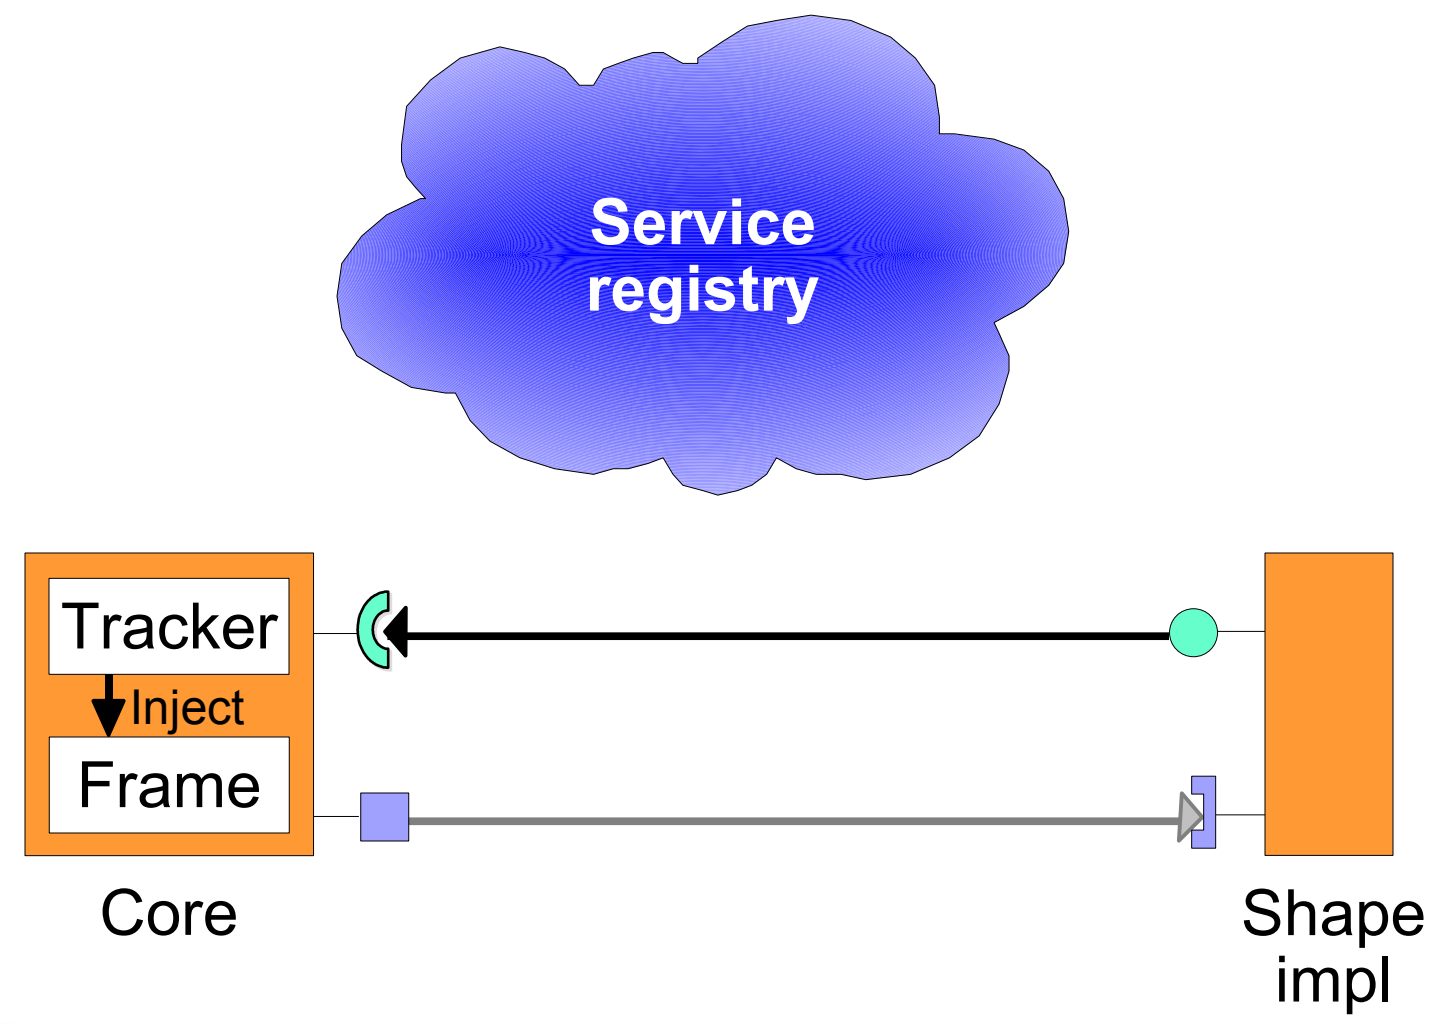 Service
registry
Tracker
Inject
Frame
Core
Shape
impl